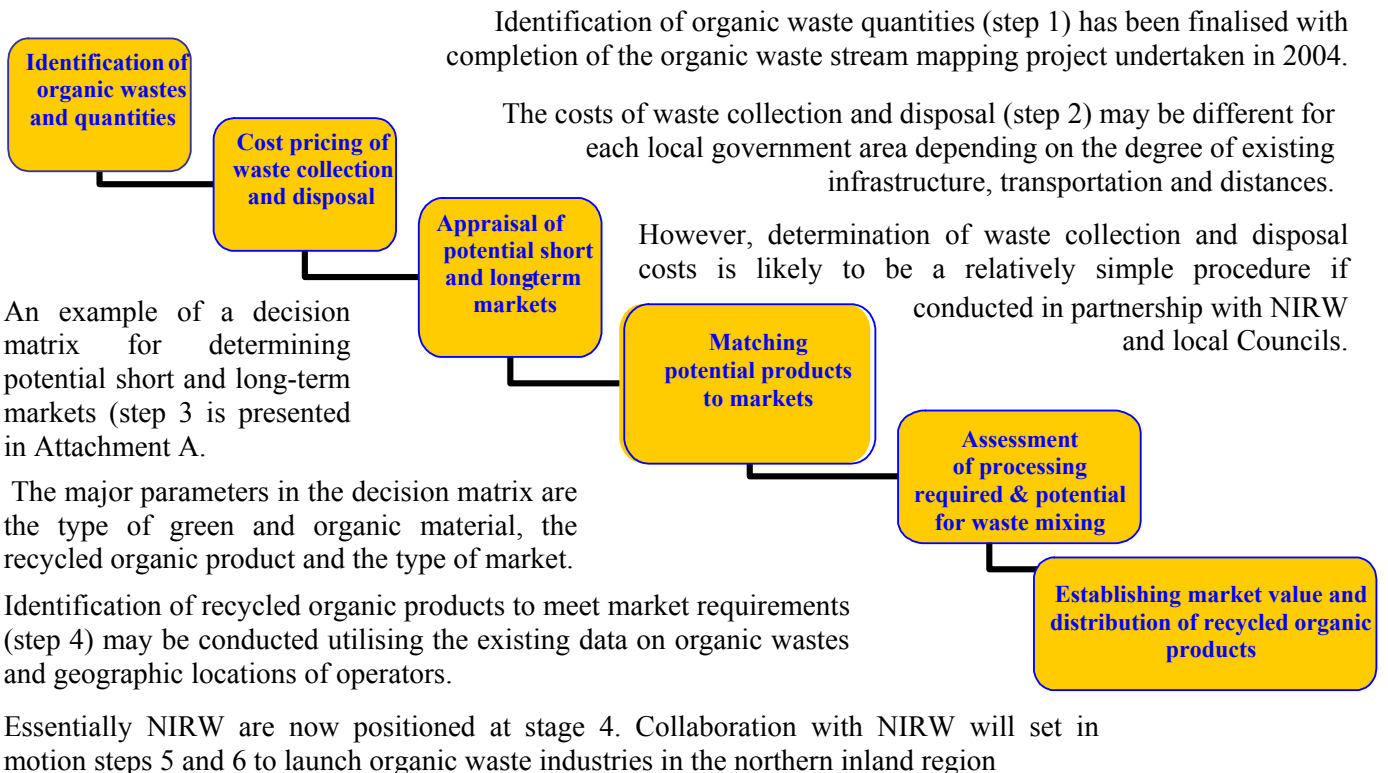 Identification of organic waste quantities (step 1) has been finalised with
completion of the organic waste stream mapping project undertaken in 2004.
Identification of
organic wastes
and quantities
The costs of waste collection and disposal (step 2) may be different for
each local government area depending on the degree of existing
infrastructure, transportation and distances.
Cost pricing of
waste collection
and disposal
However, determination of waste collection and disposal
costs is likely to be a relatively simple procedure if
conducted in partnership with NIRW
and local Councils.
Appraisal of
potential short
and longterm
markets
An example of a decision
matrix for determining
potential short and long-term
markets (step 3 is presented
in Attachment A.
Matching
potential products
to markets
The major parameters in the decision matrix are
the type of green and organic material, the
recycled organic product and the type of market.
Assessment
of processing
required & potential
for waste mixing
Identification of recycled organic products to meet market requirements
(step 4) may be conducted utilising the existing data on organic wastes
and geographic locations of operators.
Establishing market value and
distribution of recycled organic
products
Essentially NIRW are now positioned at stage 4. Collaboration with NIRW will set in
motion steps 5 and 6 to launch organic waste industries in the northern inland region